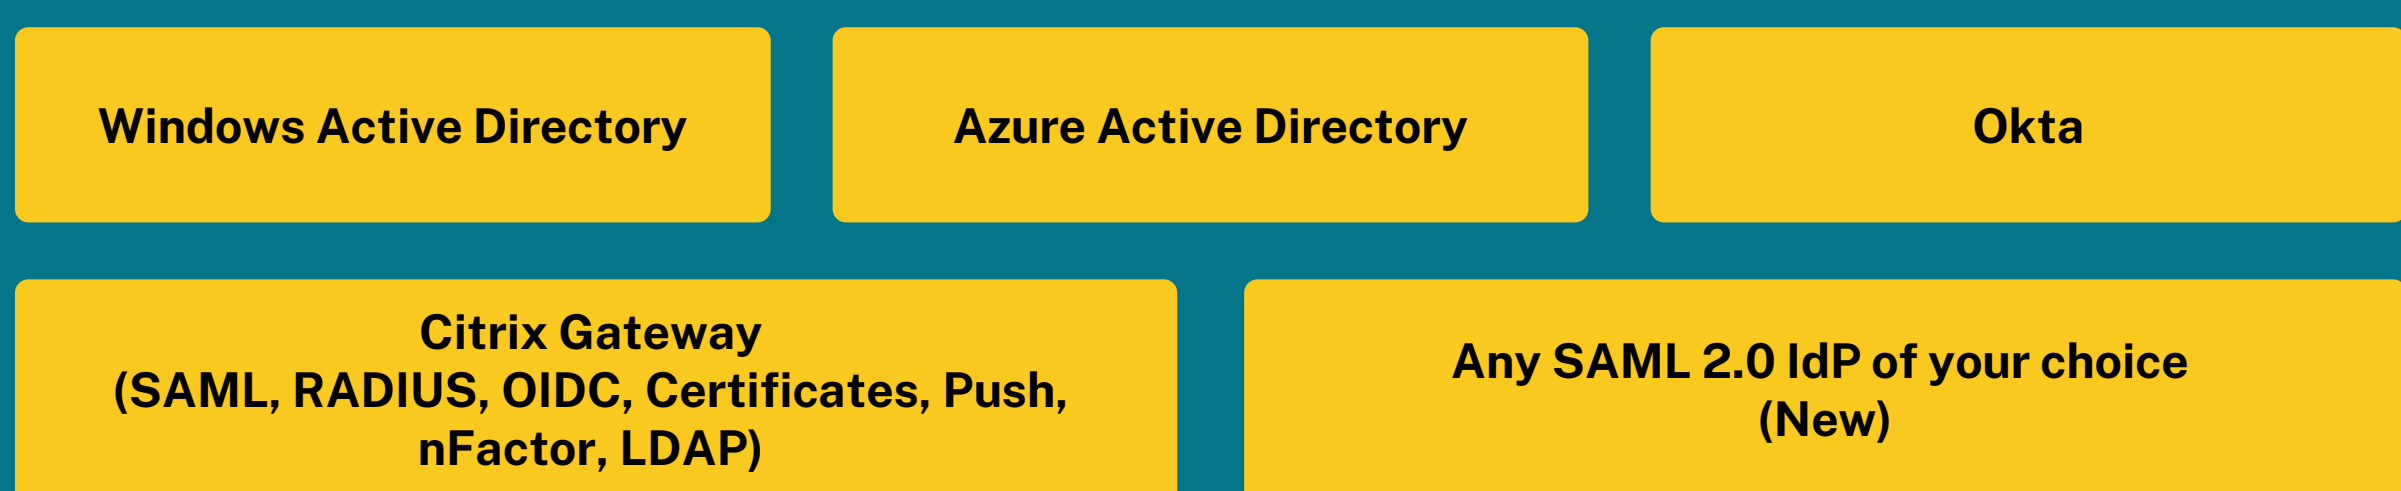 Windows Active Directory
Azure Active Directory
Okta
Citrix Gateway
(SAML, RADIUS, OIDC, Certificates, Push,
nFactor, LDAP)
Any SAML 2.0 IdP of your choice
(New)